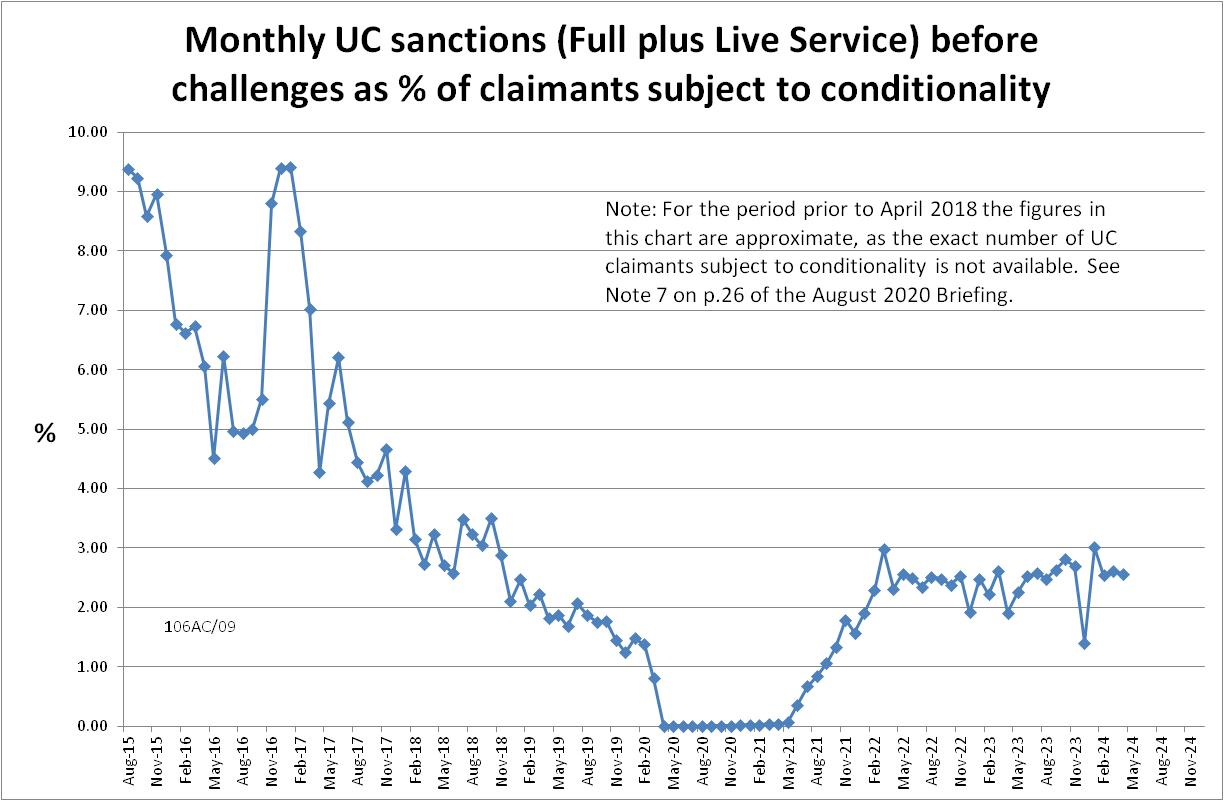 Monthly UC sanctions (Full plus Live Service) before
challenges as % of claimants subject to conditionality
10.00
9.00
8.00
7.00
6.00
5.00
4.00
3.00
2.00
1.00
0.00
%
Note: For the period prior to April 2018 the figures in
this chart are approximate, as the exact number of UC
claimants subject to conditionality is not available. See
Note 7 on p.26 of the August 2020 Briefing.
106AC/09
Aug-15
Nov-15
Feb-16
May-16
Aug-16
Nov-16
Feb-17
May-17
Aug-17
Nov-17
Feb-18
May-18
Aug-18
Nov-18
Feb-19
May-19
Aug-19
Nov-19
Feb-20
May-20
Aug-20
Nov-20
Feb-21
May-21
Aug-21
Nov-21
Feb-22
May-22
Aug-22
Nov-22
Feb-23
May-23
Aug-23
Nov-23
Feb-24
May-24
Aug-24
Nov-24